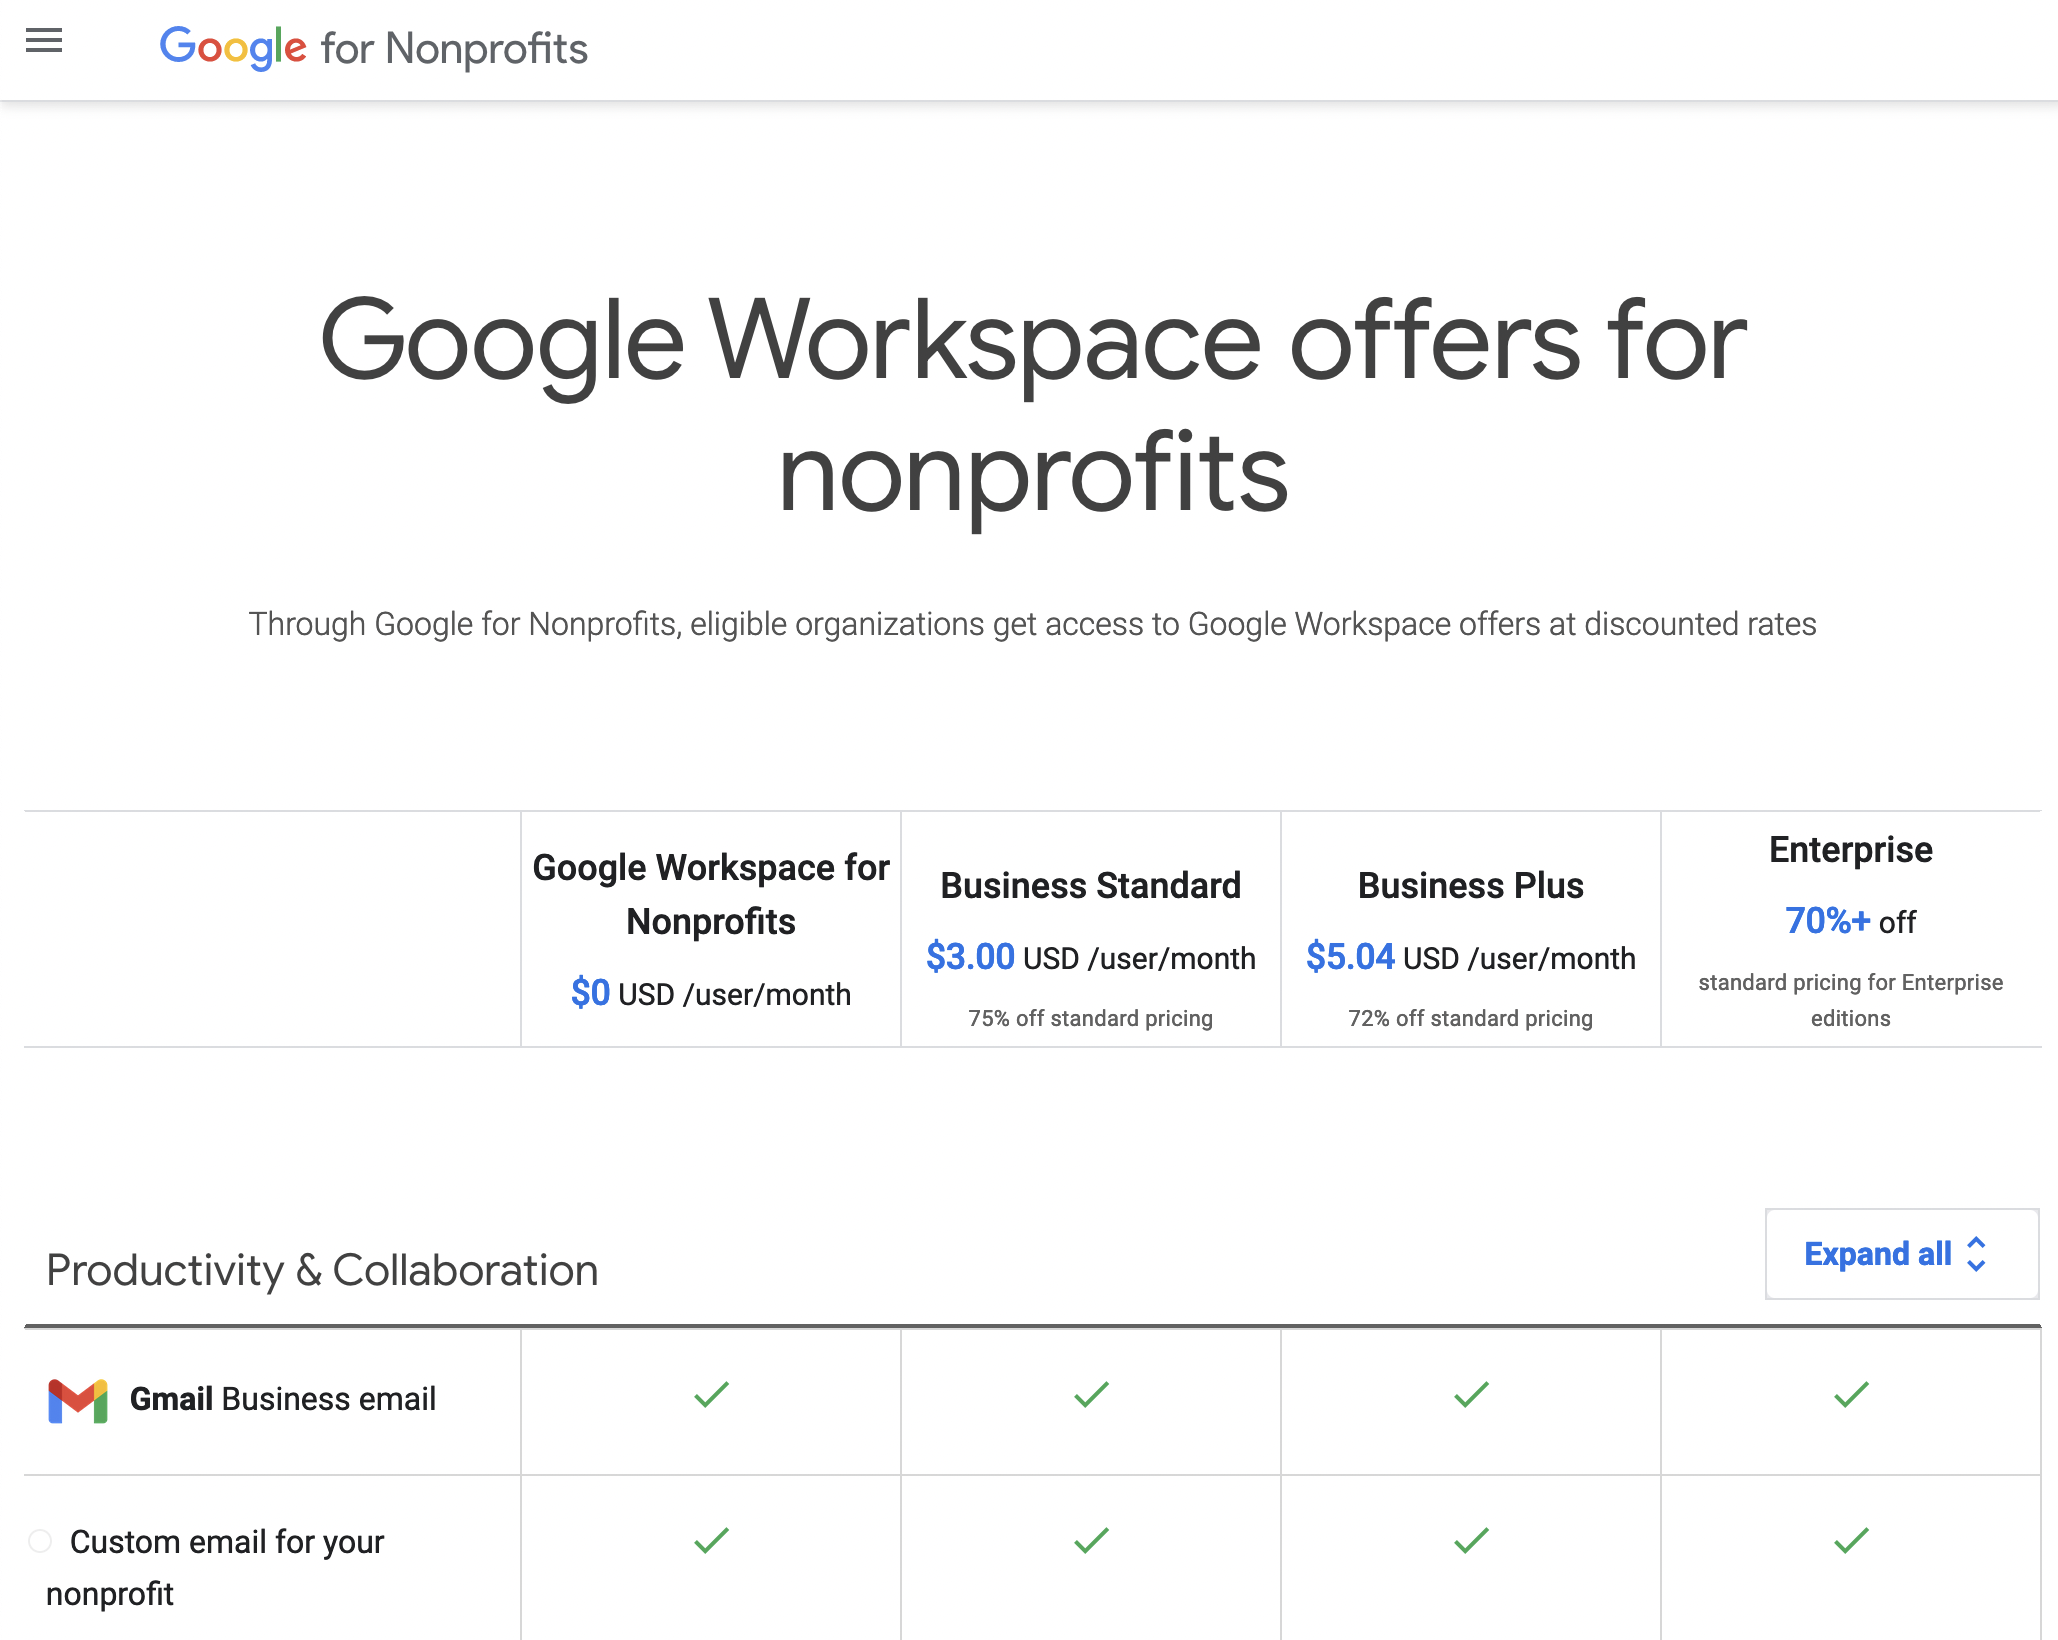 Google for Nonprofits
Google Workspace offers for
nonprofits
Through Google for Nonprofits, eligible organizations get access to Google Workspace offers at discounted rates
Google Workspace for
Nonprofits
$0 USD /user/month
Business Standard
$3.00 USD /user/month
75% off standard pricing
Business Plus
$5.04 USD /user/month
72% off standard pricing
Enterprise
70%+ off
standard pricing for Enterprise
editions
Productivity & Collaboration
Expand all
Gmail Business email
Custom email for your
nonprofit